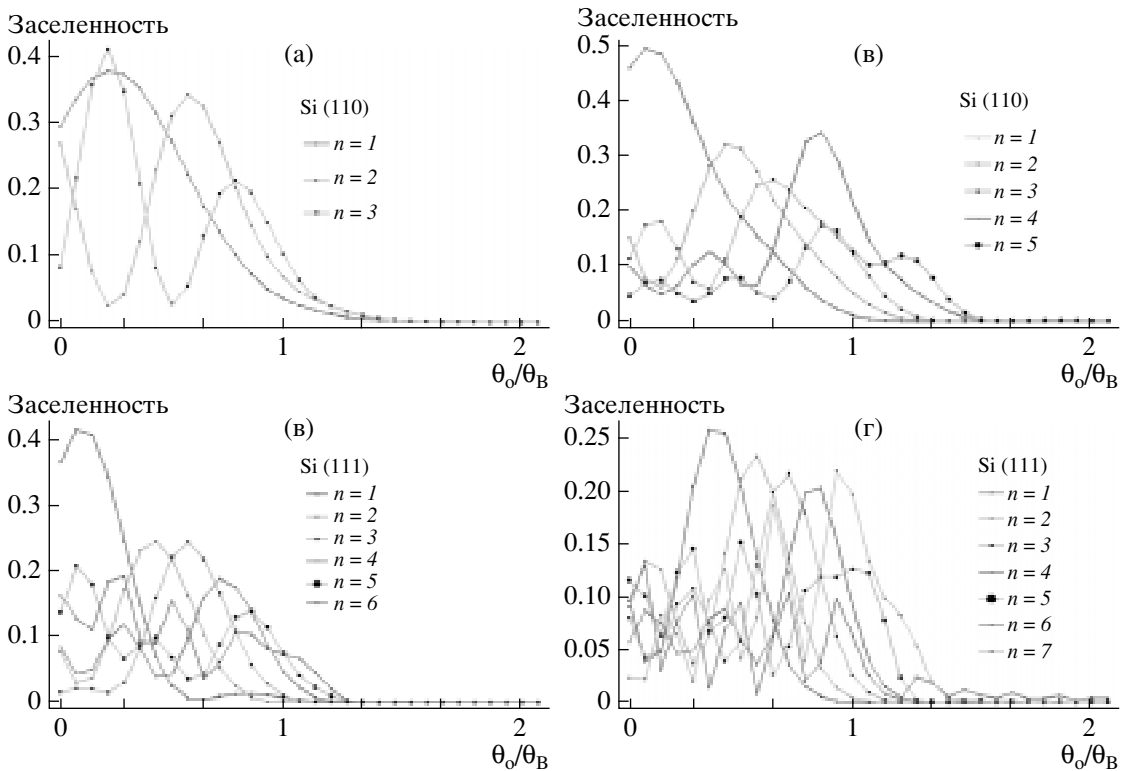 Заселенность
(а)
Si (110)
n = 1
n = 2
n = 3
0.4
0.3
0.2
0.1
0
0
1
2
θo/θB
Заселенность
(в)
Si (110)
n = 1
n = 2
n = 3
n = 4
n = 5
0.5
0.4
0.3
0.2
0.1
0
0
1
2
θo/θB
Заселенность
(в)
Si (111)
n = 1
n = 2
n = 3
n = 4
n = 5
n = 6
0.4
0.3
0.2
0.1
0
0
1
2
θo/θB
Заселенность
(г)
Si (111)
n = 1
n = 2
n = 3
n = 4
n = 5
n = 6
n = 7
0.25
0.20
0.15
0.10
0.05
0
0
1
2
θo/θB